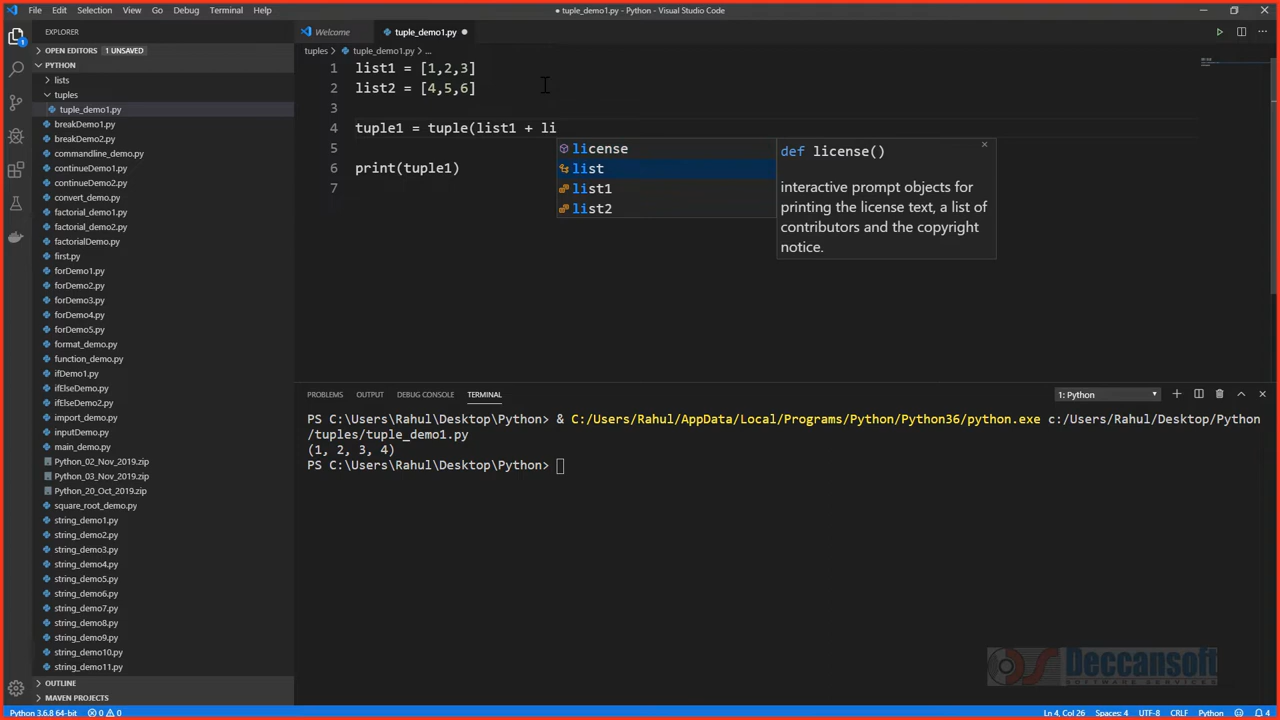 File Edit Selection View Go Debug Terminal Help
● tuple_demo1.py - Python - Visual Studio Code
EXPLORER
OPEN EDITORS 1 UNSAVED
PYTHON
lists
tuples
tuple_demo1.py
breakDemo1.py
breakDemo2.py
commandline_demo.py
continueDemo1.py
continueDemo2.py
convert_demo.py
factorial_demo1.py
factorial_demo2.py
factorialDemo.py
first.py
forDemo1.py
forDemo2.py
forDemo3.py
forDemo4.py
forDemo5.py
format_demo.py
function_demo.py
ifDemo1.py
ifElseDemo.py
ifElseDemo2.py
import_demo.py
inputDemo.py
main_demo.py
Python_02_Nov_2019.zip
Python_03_Nov_2019.zip
Python_20_Oct_2019.zip
square_root_demo.py
string_demo1.py
string_demo2.py
string_demo3.py
string_demo4.py
string_demo5.py
string_demo6.py
string_demo7.py
string_demo8.py
string_demo9.py
string_demo10.py
string_demo11.py
OUTLINE
MAVEN PROJECTS
Welcome tuple_demo1.py ●
tuples > tuple_demo1.py > ...
1 list1 = [1,2,3]
2 list2 = [4,5,6]
3
4 tuple1 = tuple(list1 + li
5
6 print(tuple1)
7
license
list
list1
list2
def license()
interactive prompt objects for
printing the license text, a list of
contributors and the copyright
notice.
PROBLEMS OUTPUT DEBUG CONSOLE TERMINAL
1: Python
PS C:\Users\Rahul\Desktop\Python> & C:/Users/Rahul/AppData/Local/Programs/Python/Python36/python.exe c:/Users/Rahul/Desktop/Python
/tuples/tuple_demo1.py
(1, 2, 3, 4)
PS C:\Users\Rahul\Desktop\Python>
Deccansoft
SOFTWARE SERVICES
Python 3.6.8 64-bit 0 0 Ln 4, Col 26 Spaces: 4 UTF-8 CRLF Python 4